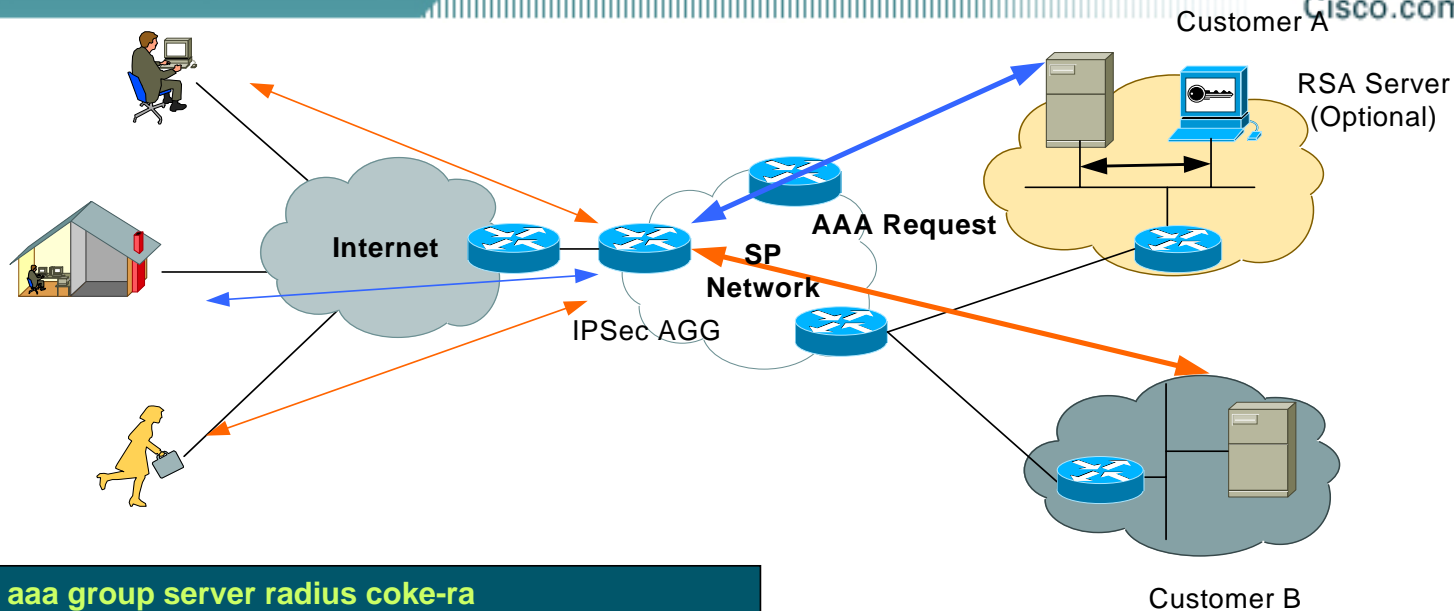 Cisco.com
Customer A
RSA Server
(Optional)
AAA Request
Internet
SP
Network
IPSec AGG
aaa group server radius coke-ra
Customer B